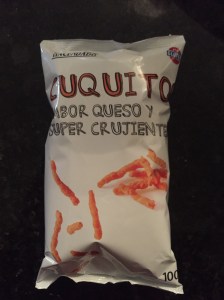 CUQUITO
ABOR QUESO Y
SUPER CRUJIENTE
100